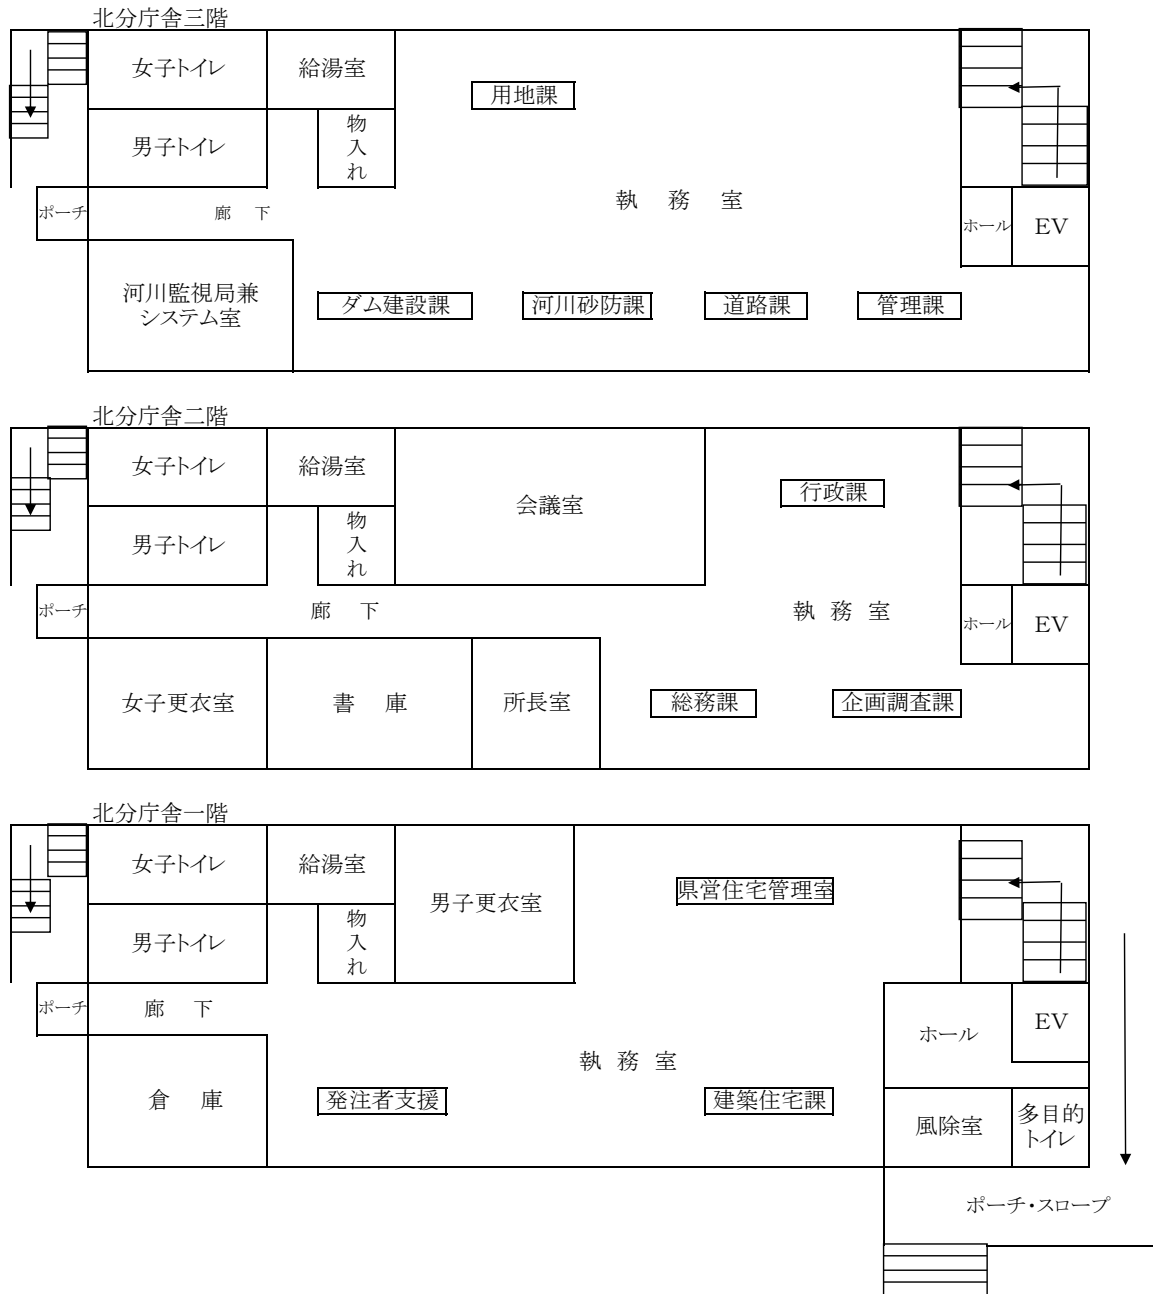 北分庁舎三階
女子トイレ
給湯室
用地課
男子トイレ
物入れ
執 務 室
ポーチ
廊 下
ホール
EV
河川監視局兼
システム室
ダム建設課
河川砂防課
道路課
管理課
北分庁舎二階
女子トイレ
給湯室
会議室
行政課
男子トイレ
物入れ
ポーチ
廊 下
執 務 室
ホール
EV
女子更衣室
書 庫
所長室
総務課
企画調査課
北分庁舎一階
女子トイレ
給湯室
男子更衣室
県営住宅管理室
男子トイレ
物入れ
ポーチ
廊 下
ホール
EV
執 務 室
倉 庫
発注者支援
建築住宅課
風除室
多目的
トイレ
ポーチ・スロープ